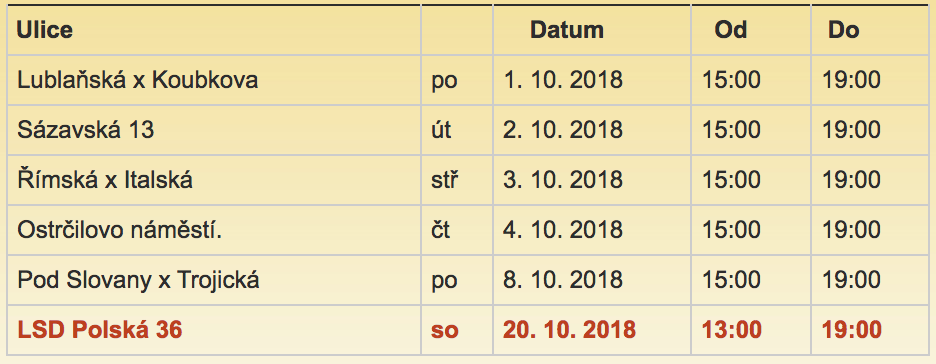 Ulice Datum Od Do
Lublaňská x Koubkova po 1. 10. 2018 15:00 19:00
Sázavská 13 út 2. 10. 2018 15:00 19:00
Římská x Italská stř 3. 10. 2018 15:00 19:00
Ostrčilovo náměstí. čt 4. 10. 2018 15:00 19:00
Pod Slovany x Trojická po 8. 10. 2018 15:00 19:00
LSD Polská 36 so 20. 10. 2018 13:00 19:00